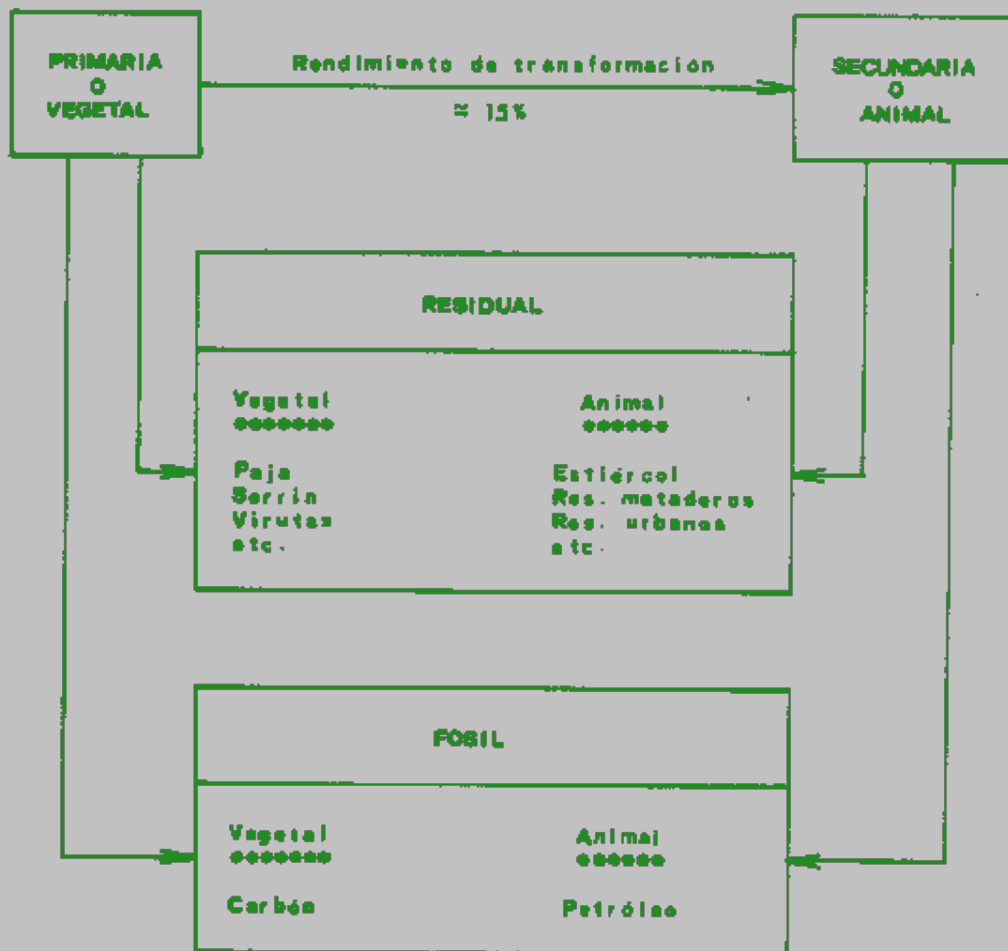 PRIMARIA
O
VEGETAL
Rendimiento de transformación
≈ 15%
SECUNDARIA
O
ANIMAL
RESIDUAL
Vegetal
*******
Paja
Serrín
Virutas
etc.
Animal
******
Estiércol
Res. mataderos
Res. urbanos
etc.
FOSIL
Vegetal
*******
Carbón
Animal
******
Petróleo